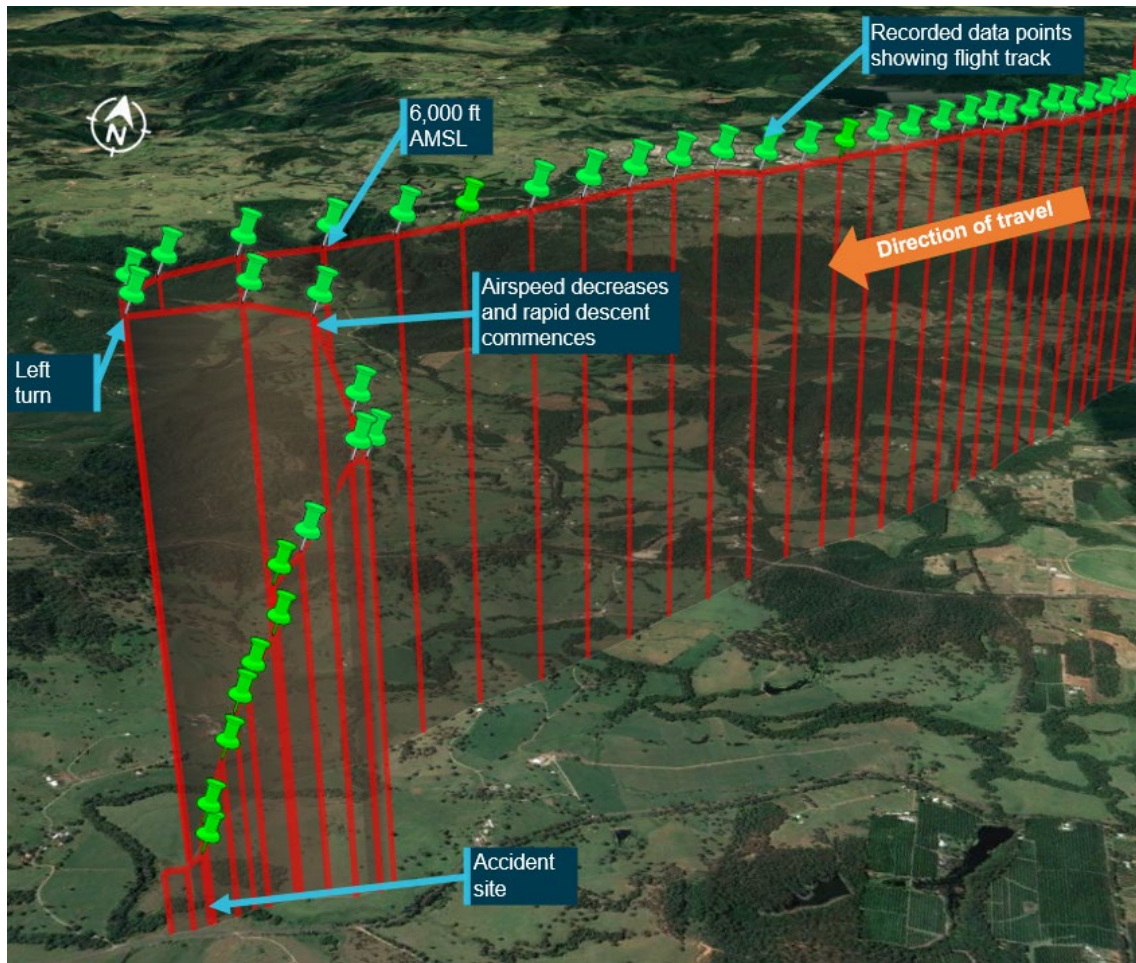 Recorded data points
showing flight track
6,000 ft
AMSL
N
Direction of travel
Airspeed decreases
and rapid descent
commences
Left
turn
Accident
site